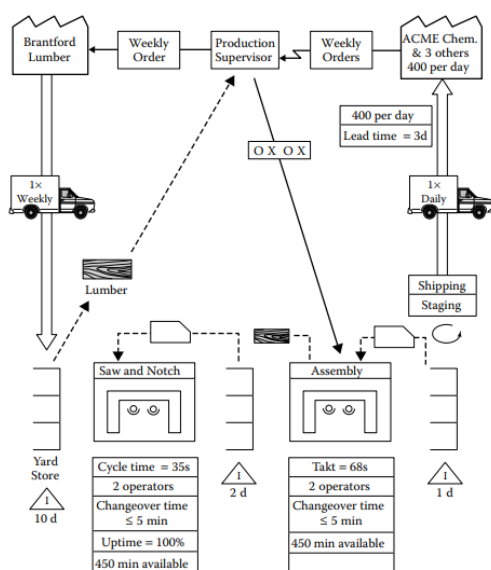 Brantford
Lumber
Weekly
Order
Production
Supervisor
Weekly
Orders
ACME Chem.
& 3 others
400 per day
400 per day
Lead time = 3d
O X O X
1×
Weekly
1×
Daily
Lumber
Shipping
Staging
Saw and Notch
Assembly
Yard
Store
I
10 d
Cycle time = 35s
2 operators
Changeover time
≤ 5 min
Uptime = 100%
450 min available
I
2 d
Takt = 68s
2 operators
Changeover time
≤ 5 min
450 min available
I
1 d